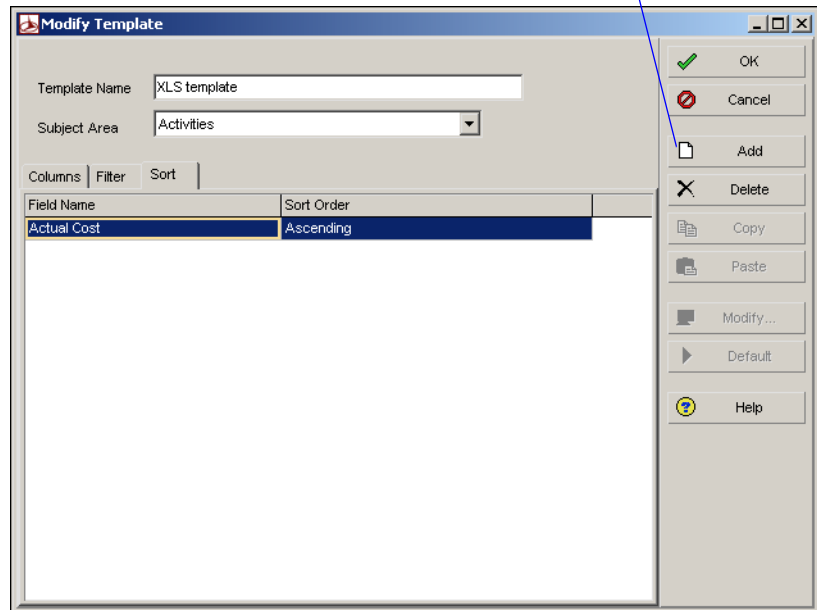 Modify Template
Template Name XLS template
Subject Area Activities
Columns Filter Sort
Field Name Sort Order
Actual Cost Ascending
OK
Cancel
Add
Delete
Copy
Paste
Modify...
Default
Help